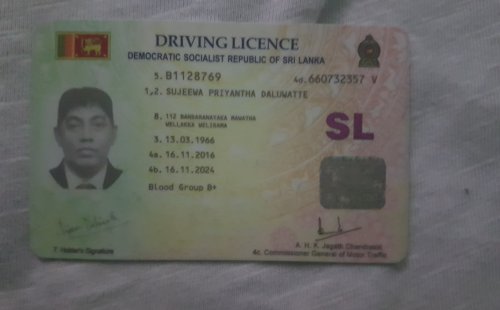 DRIVING LICENCE
DEMOCRATIC SOCIALIST REPUBLIC OF SRI LANKA
5. B1128769 4d. 660732357 V
1,2. SUJEEWA PRIYANTHA DALUWATTE
8. 112 BANDARANAYAKA MAWATHA
WELLAKKA WELIGAMA
SL
3. 13.03.1966
4a. 16.11.2016
4b. 16.11.2024
Blood Group B+
7. Holder's Signature
A. H. K. Jagath Chandrasiri
4c. Commissioner General of Motor Traffic